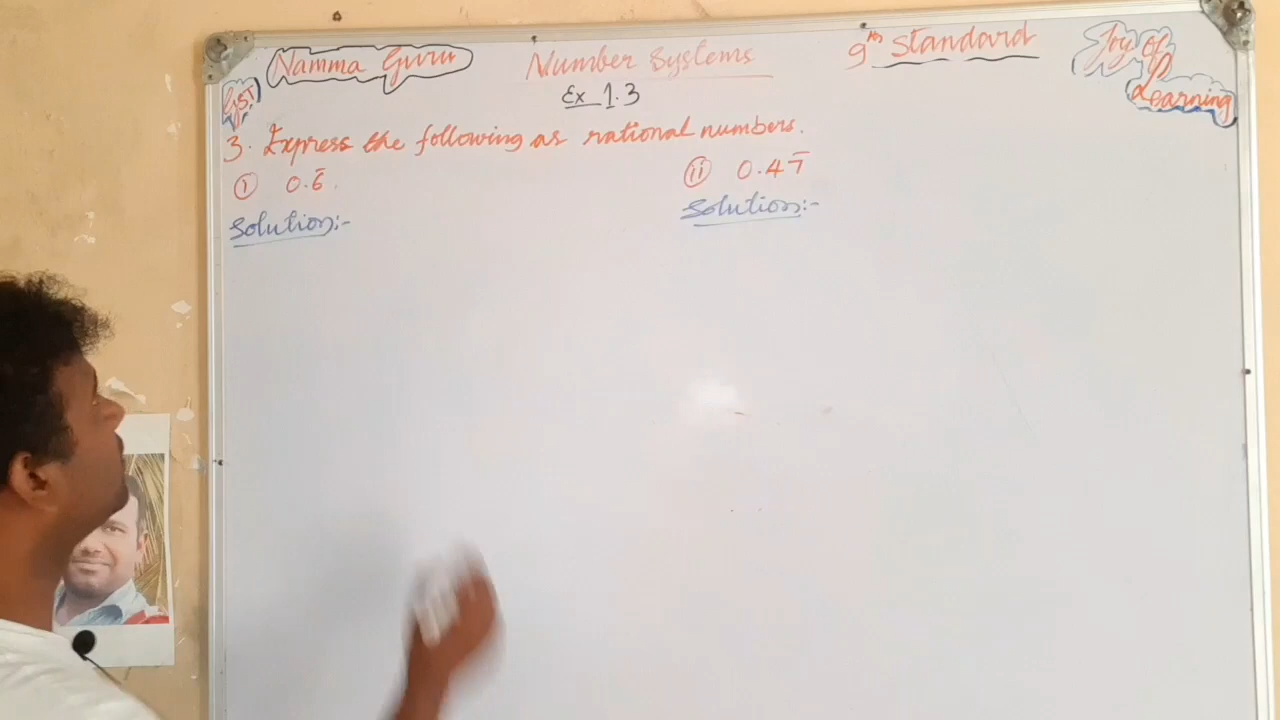 Namma Guru Number Systems 9th Standard Joy Of
GST Ex 1.3 Learning
3. Express the following as rational numbers.
(i) 0.6̄. (ii) 0.47̄
Solution:- Solution:-